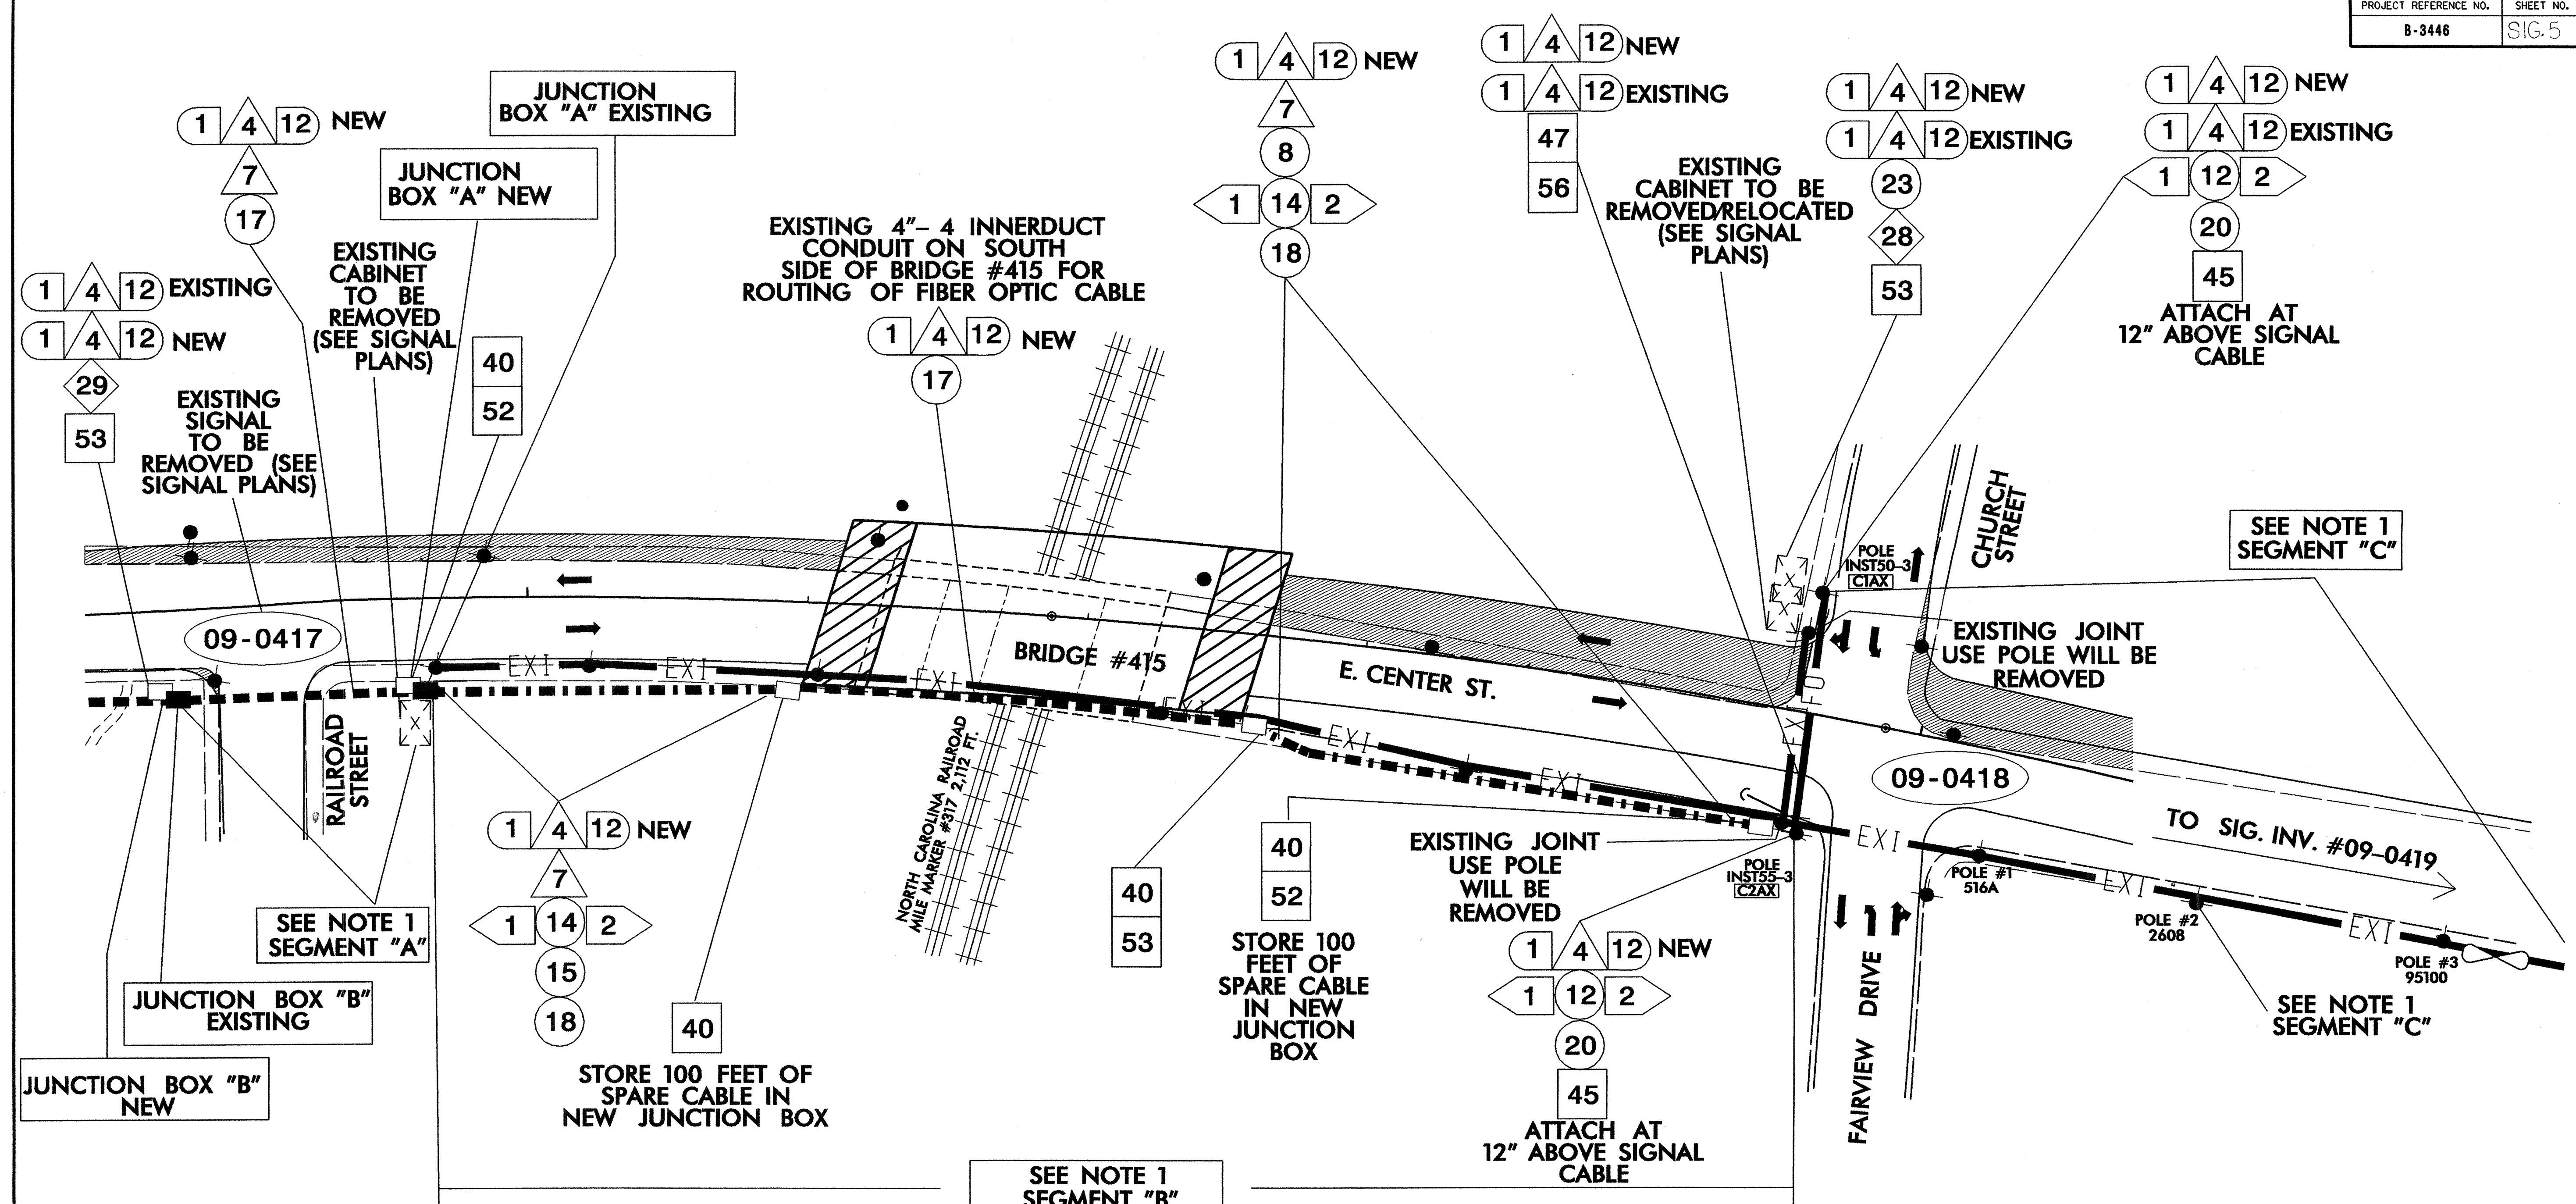 PROJECT REFERENCE NO. SHEET NO.
B-3446 SIG.5
1 4 12 NEW
7
17
JUNCTION
BOX "A" EXISTING
JUNCTION
BOX "A" NEW
1 4 12 EXISTING
1 4 12 NEW
29
53
EXISTING
SIGNAL
TO BE
REMOVED (SEE
SIGNAL PLANS)
EXISTING
CABINET
TO BE
REMOVED
(SEE SIGNAL
PLANS)
40
52
EXISTING 4"– 4 INNERDUCT
CONDUIT ON SOUTH
SIDE OF BRIDGE #415 FOR
ROUTING OF FIBER OPTIC CABLE
1 4 12 NEW
17
1 4 12 NEW
7
8
1 14 2
18
1 4 12 NEW
1 4 12 EXISTING
47
56
EXISTING
CABINET TO BE
REMOVED/RELOCATED
(SEE SIGNAL
PLANS)
1 4 12 NEW
1 4 12 EXISTING
23
28
53
1 4 12 NEW
1 4 12 EXISTING
1 12 2
20
45
ATTACH AT
12" ABOVE SIGNAL
CABLE
CHURCH
STREET
SEE NOTE 1
SEGMENT "C"
POLE
INST50–3
C1AX
X
X
EXISTING JOINT
USE POLE WILL BE
REMOVED
09-0417
EXI
EXI
EXI
BRIDGE #415
E. CENTER ST.
EXI
EXI
X
RAILROAD
STREET
NORTH CAROLINA RAILROAD
MILE MARKER #317 2,112 FT.
09-0418
TO SIG. INV. #09–0419
EXI
EXI
EXI
POLE #1
516A
POLE #2
2608
POLE #3
95100
SEE NOTE 1
SEGMENT "C"
FAIRVIEW DRIVE
EXISTING JOINT
USE POLE
WILL BE
REMOVED
POLE
INST55–3
C2AX
1 4 12 NEW
1 12 2
20
45
ATTACH AT
12" ABOVE SIGNAL
CABLE
40
52
STORE 100
FEET OF
SPARE CABLE
IN NEW
JUNCTION
BOX
40
53
1 4 12 NEW
7
1 14 2
15
18
40
STORE 100 FEET OF
SPARE CABLE IN
NEW JUNCTION BOX
SEE NOTE 1
SEGMENT "A"
JUNCTION BOX "B"
EXISTING
JUNCTION BOX "B"
NEW
SEE NOTE 1
SEGMENT "B"